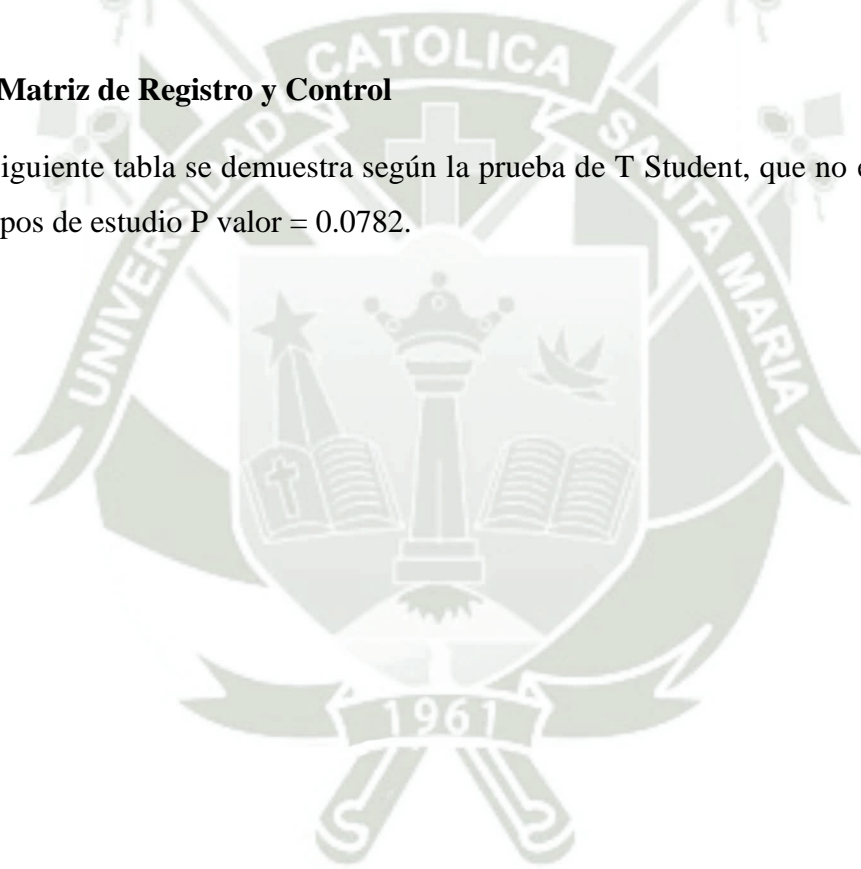 CATOLICA
Matriz de Registro y Control
UNIVERSIDAD
SANTA MARIA
siguiente tabla se demuestra según la prueba de T Student, que no
pos de estudio P valor = 0.0782.
1961